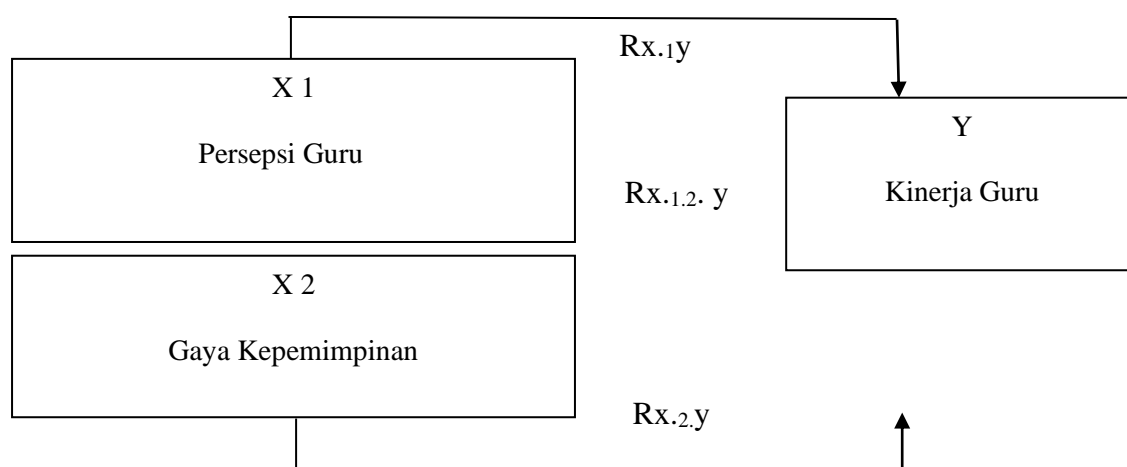 Rx.₁y
X 1
Persepsi Guru
Y
Kinerja Guru
Rx.₁.₂. y
X 2
Gaya Kepemimpinan
Rx.₂.y